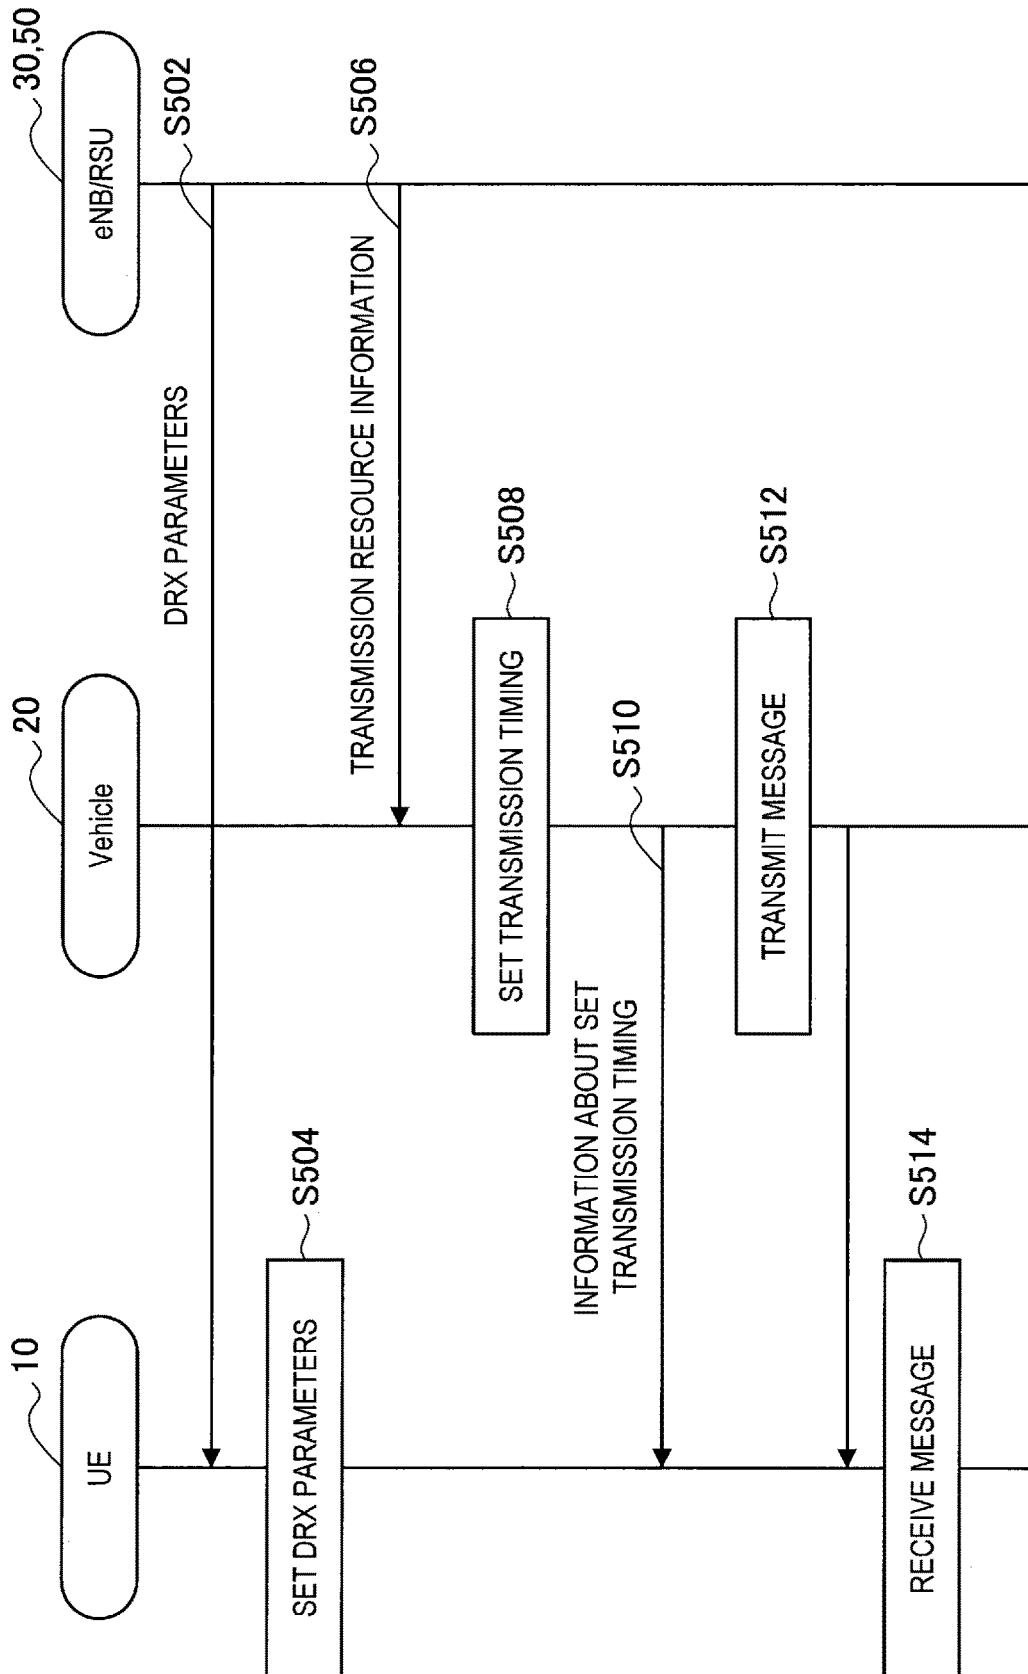 10
UE
20
Vehicle
30,50
eNB/RSU
DRX PARAMETERS
S502
SET DRX PARAMETERS
S504
TRANSMISSION RESOURCE INFORMATION
S506
SET TRANSMISSION TIMING
S508
INFORMATION ABOUT SET
TRANSMISSION TIMING
S510
TRANSMIT MESSAGE
S512
RECEIVE MESSAGE
S514